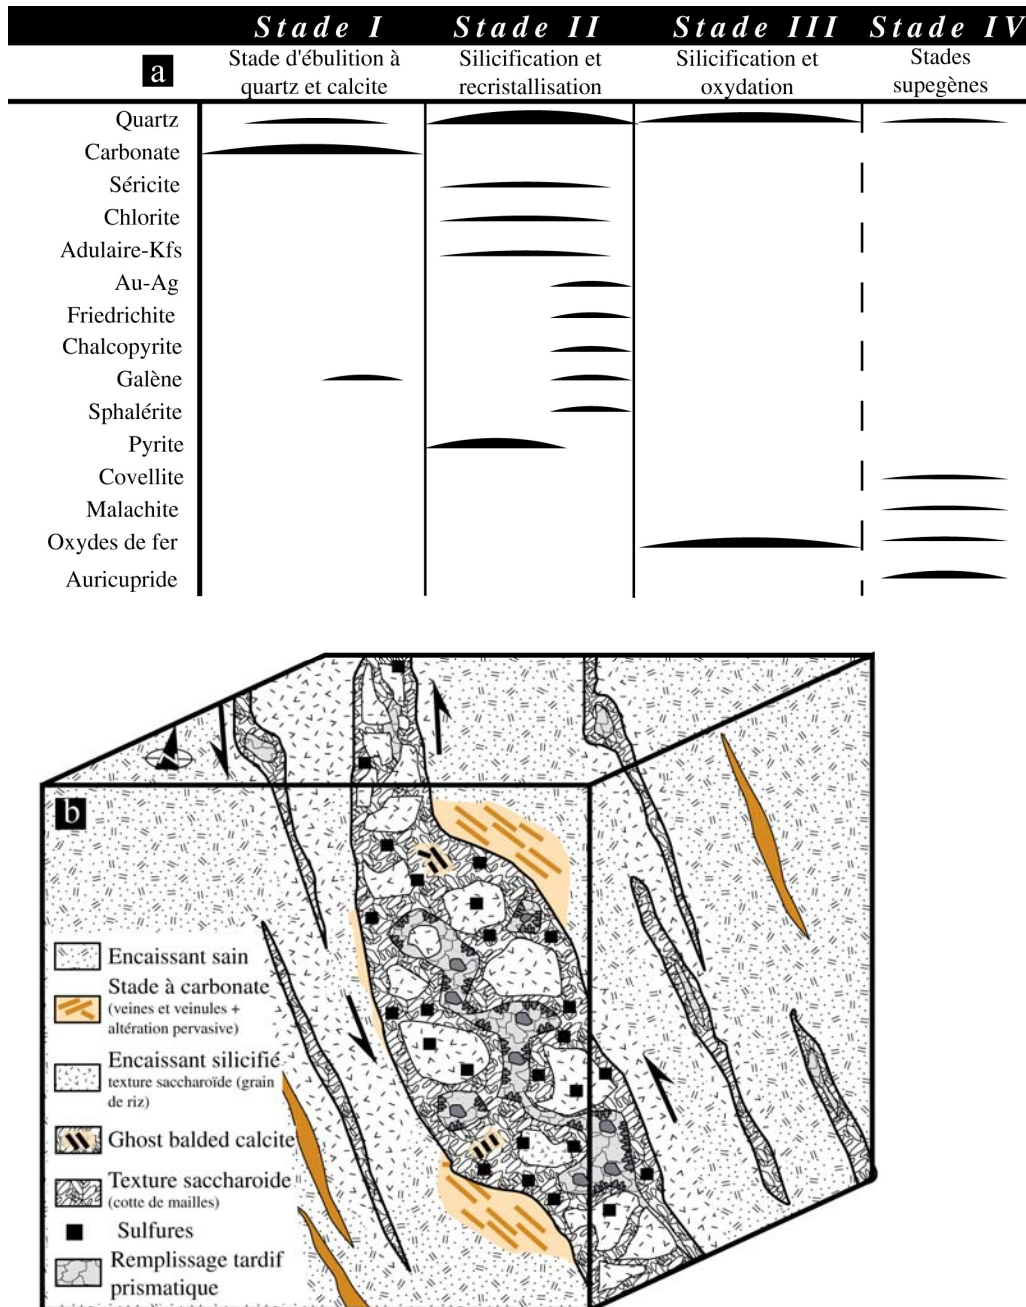 Stade I Stade II Stade III Stade IV
a
Stade d'ébulition à
quartz et calcite
Silicification et
recristallisation
Silicification et
oxydation
Stades
supegènes
Quartz
Carbonate
Séricite
Chlorite
Adulaire-Kfs
Au-Ag
Friedrichite
Chalcopyrite
Galène
Sphalérite
Pyrite
Covellite
Malachite
Oxydes de fer
Auricupride
b
Encaissant sain
Stade à carbonate
(veines et veinules +
altération pervasive)
Encaissant silicifié
texture saccharoïde (grain
de riz)
Ghost balded calcite
Texture saccharoide
(cotte de mailles)
Sulfures
Remplissage tardif
prismatique